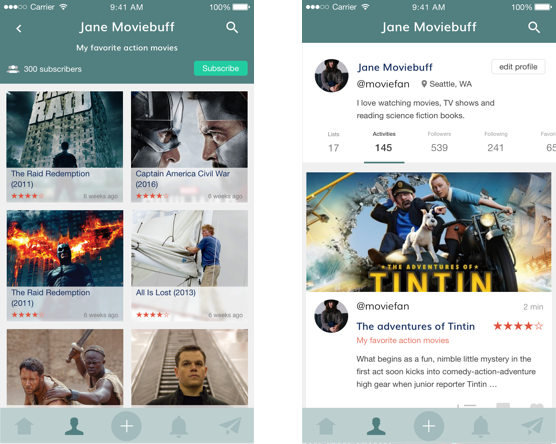 Carrier
9:41 AM
100%
Jane Moviebuff
My favorite action movies
300 subscribers
Subscribe
THE RAID
The Raid Redemption
(2011)
6 weeks ago
Captain America Civil War
(2016)
6 weeks ago
The Raid Redemption
(2011)
6 weeks ago
All Is Lost (2013)
6 weeks ago
Carrier
9:41 AM
100%
Jane Moviebuff
Jane Moviebuff
edit profile
@moviefan
Seattle, WA
I love watching movies, TV shows and
reading science fiction books.
Lists
Activities
Followers
Following
Favor
17
145
539
241
65
THE ADVENTURES OF
TINTIN
@moviefan
2 min
The adventures of Tintin
My favorite action movies
What begins as a fun, nimble little mystery in the
first act soon kicks into comedy-action-adventure
high gear when junior reporter Tintin ...